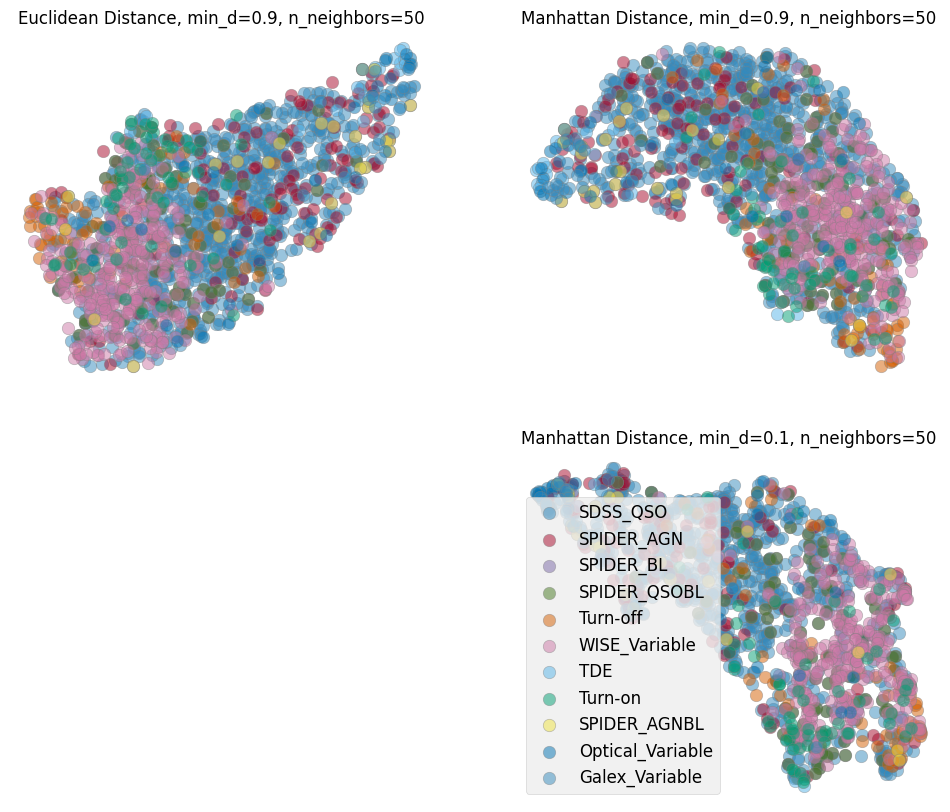 Euclidean Distance, min_d=0.9, n_neighbors=50
Manhattan Distance, min_d=0.9, n_neighbors=50
Manhattan Distance, min_d=0.1, n_neighbors=50
SDSS_QSO
SPIDER_AGN
SPIDER_BL
SPIDER_QSOBL
Turn-off
WISE_Variable
TDE
Turn-on
SPIDER_AGNBL
Optical_Variable
Galex_Variable